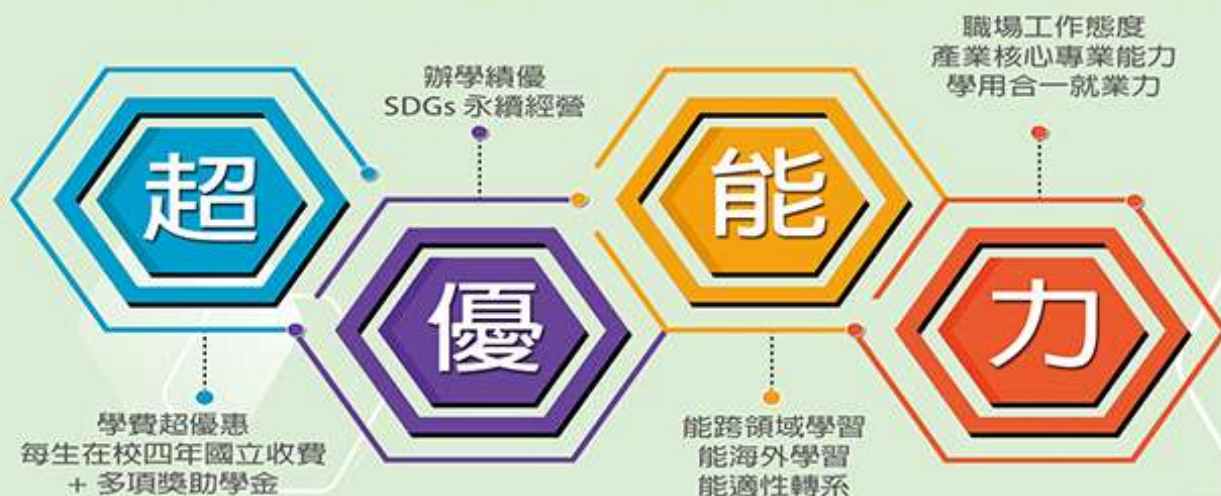 超
學費超優惠
每生在校四年國立收費
+ 多項獎助學金
辦學績優
SDGs 永續經營
優
能
能跨領域學習
能海外學習
能適性轉系
職場工作態度
產業核心專業能力
學用合一就業力
力